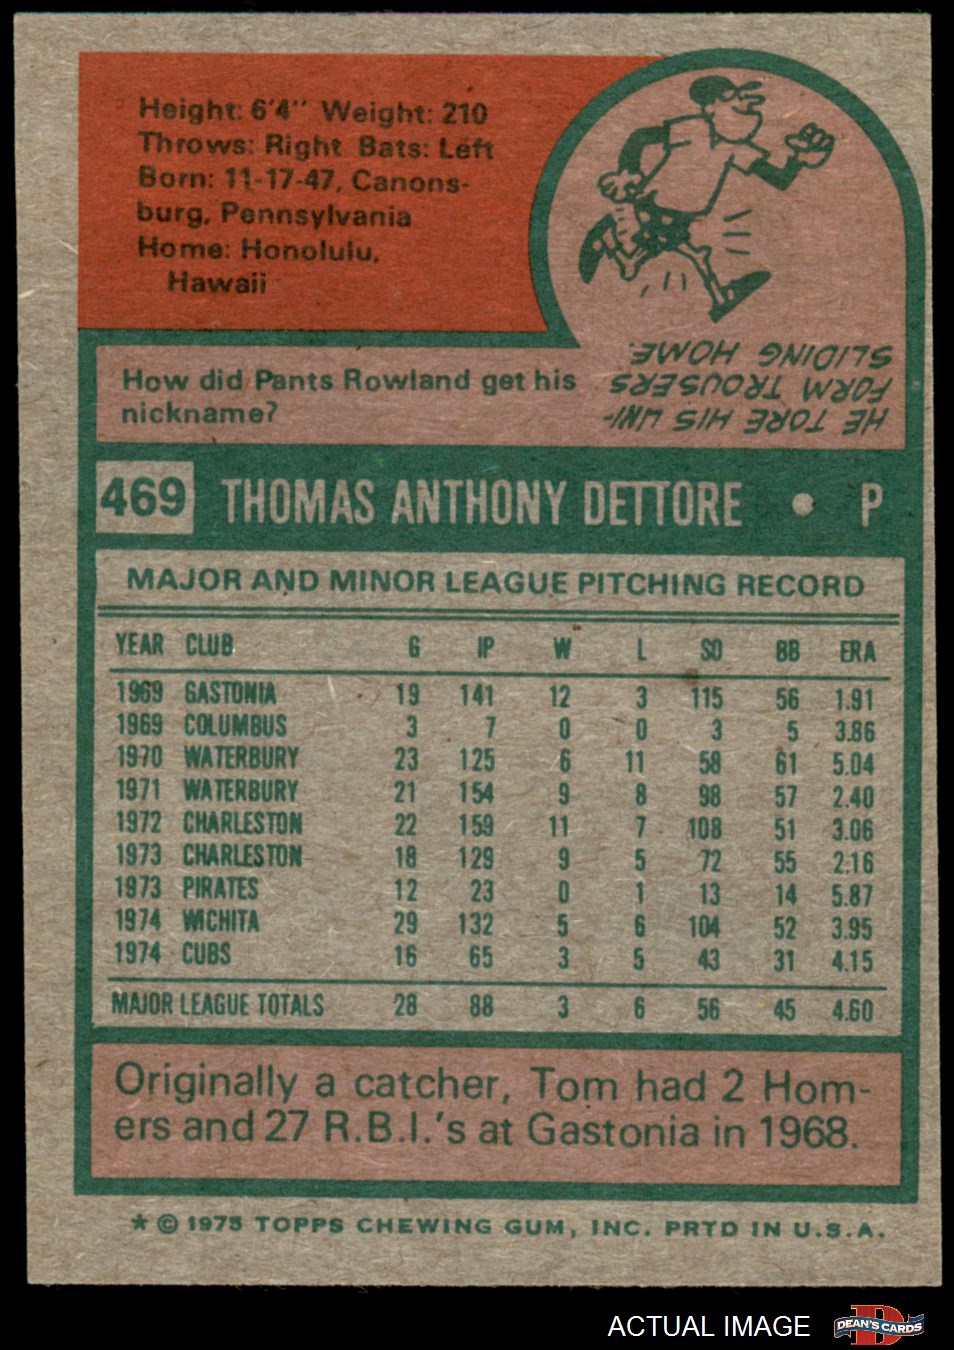 Height: 6'4" Weight: 210
Throws: Right Bats: Left
Born: 11-17-47, Canons-
burg, Pennsylvania
Home: Honolulu,
Hawaii
How did Pants Rowland get his
nickname?
HE TORE HIS UNI-
FORM TROUSERS
SLIDING HOME.
469 THOMAS ANTHONY DETTORE • P
MAJOR AND MINOR LEAGUE PITCHING RECORD
YEAR CLUB G IP W L SO BB ERA
1969 GASTONIA 19 141 12 3 115 56 1.91
1969 COLUMBUS 3 7 0 0 3 5 3.86
1970 WATERBURY 23 125 6 11 58 61 5.04
1971 WATERBURY 21 154 9 8 98 57 2.40
1972 CHARLESTON 22 159 11 7 108 51 3.06
1973 CHARLESTON 18 129 9 5 72 55 2.16
1973 PIRATES 12 23 0 1 13 14 5.87
1974 WICHITA 29 132 5 6 104 52 3.95
1974 CUBS 16 65 3 5 43 31 4.15
MAJOR LEAGUE TOTALS 28 88 3 6 56 45 4.60
Originally a catcher, Tom had 2 Hom-
ers and 27 R.B.I.'s at Gastonia in 1968.
★ © 1975 TOPPS CHEWING GUM, INC. PRTD IN U.S.A.
ACTUAL IMAGE
D
DEAN'S CARDS